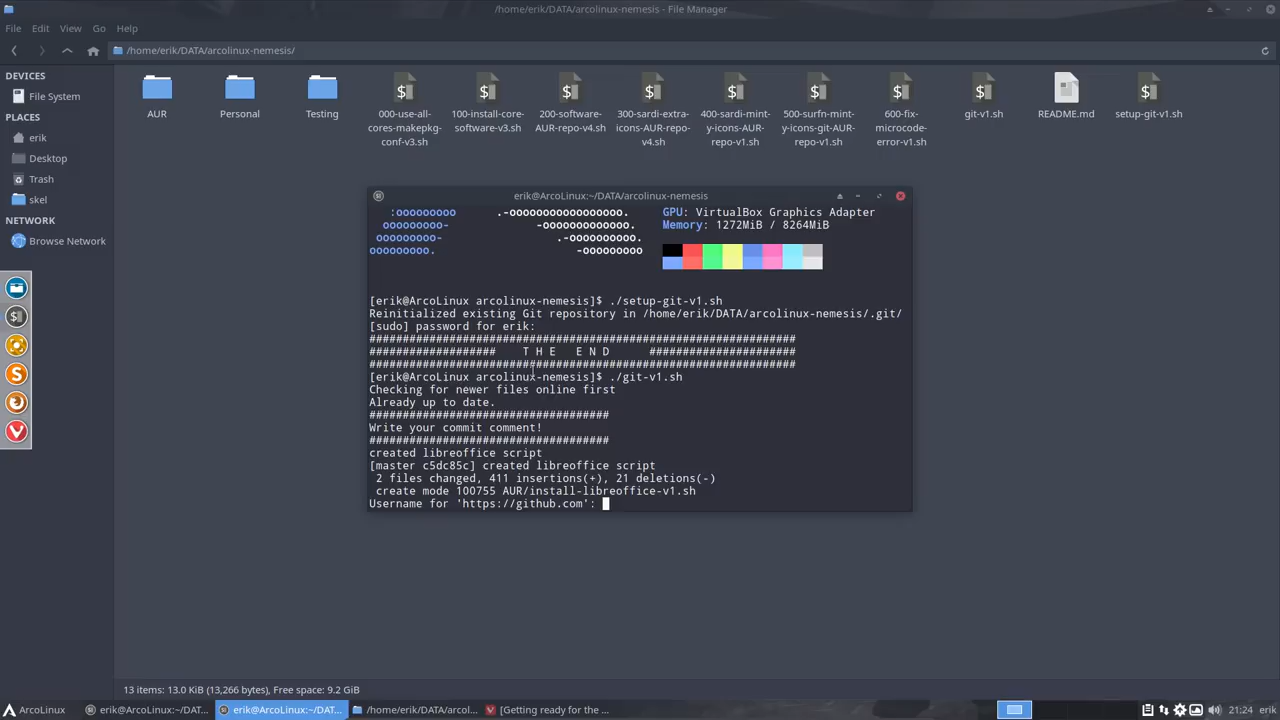 /home/erik/DATA/arcolinux-nemesis - File Manager
File Edit View Go Help
/home/erik/DATA/arcolinux-nemesis/
DEVICES
File System
PLACES
erik
Desktop
Trash
skel
NETWORK
Browse Network
AUR
Personal
Testing
000-use-all-
cores-makepkg-
conf-v3.sh
100-install-core-
software-v3.sh
200-software-
AUR-repo-v4.sh
300-sardi-extra-
icons-AUR-repo-
v4.sh
400-sardi-mint-
y-icons-AUR-
repo-v1.sh
500-surfn-mint-
y-icons-git-AUR-
repo-v1.sh
600-fix-
microcode-
error-v1.sh
git-v1.sh
README.md
setup-git-v1.sh
erik@ArcoLinux:~/DATA/arcolinux-nemesis
:ooooooooo .-ooooooooooooooooo. GPU: VirtualBox Graphics Adapter
ooooooooo- -ooooooooooooo. Memory: 1272MiB / 8264MiB
ooooooooo- .-oooooooooo.
ooooooooo. -ooooooooo
[erik@ArcoLinux arcolinux-nemesis]$ ./setup-git-v1.sh
Reinitialized existing Git repository in /home/erik/DATA/arcolinux-nemesis/.git/
[sudo] password for erik:
################################################################
################### T H E E N D ######################
################################################################
[erik@ArcoLinux arcolinux-nemesis]$ ./git-v1.sh
Checking for newer files online first
Already up to date.
####################################
Write your commit comment!
####################################
created libreoffice script
[master c5dc85c] created libreoffice script
2 files changed, 411 insertions(+), 21 deletions(-)
create mode 100755 AUR/install-libreoffice-v1.sh
Username for 'https://github.com':
13 items: 13.0 KiB (13,266 bytes), Free space: 9.2 GiB
ArcoLinux erik@ArcoLinux:~/DAT... erik@ArcoLinux:~/DAT... /home/erik/DATA/arcol... [Getting ready for the ... 21:24 erik